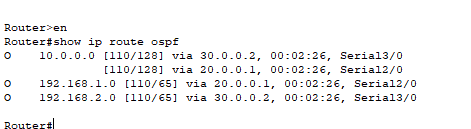 Router>en
Router#show ip route ospf
O    10.0.0.0 [110/128] via 30.0.0.2, 00:02:26, Serial3/0
              [110/128] via 20.0.0.1, 00:02:26, Serial2/0
O    192.168.1.0 [110/65] via 20.0.0.1, 00:02:26, Serial2/0
O    192.168.2.0 [110/65] via 30.0.0.2, 00:02:26, Serial3/0
Router#